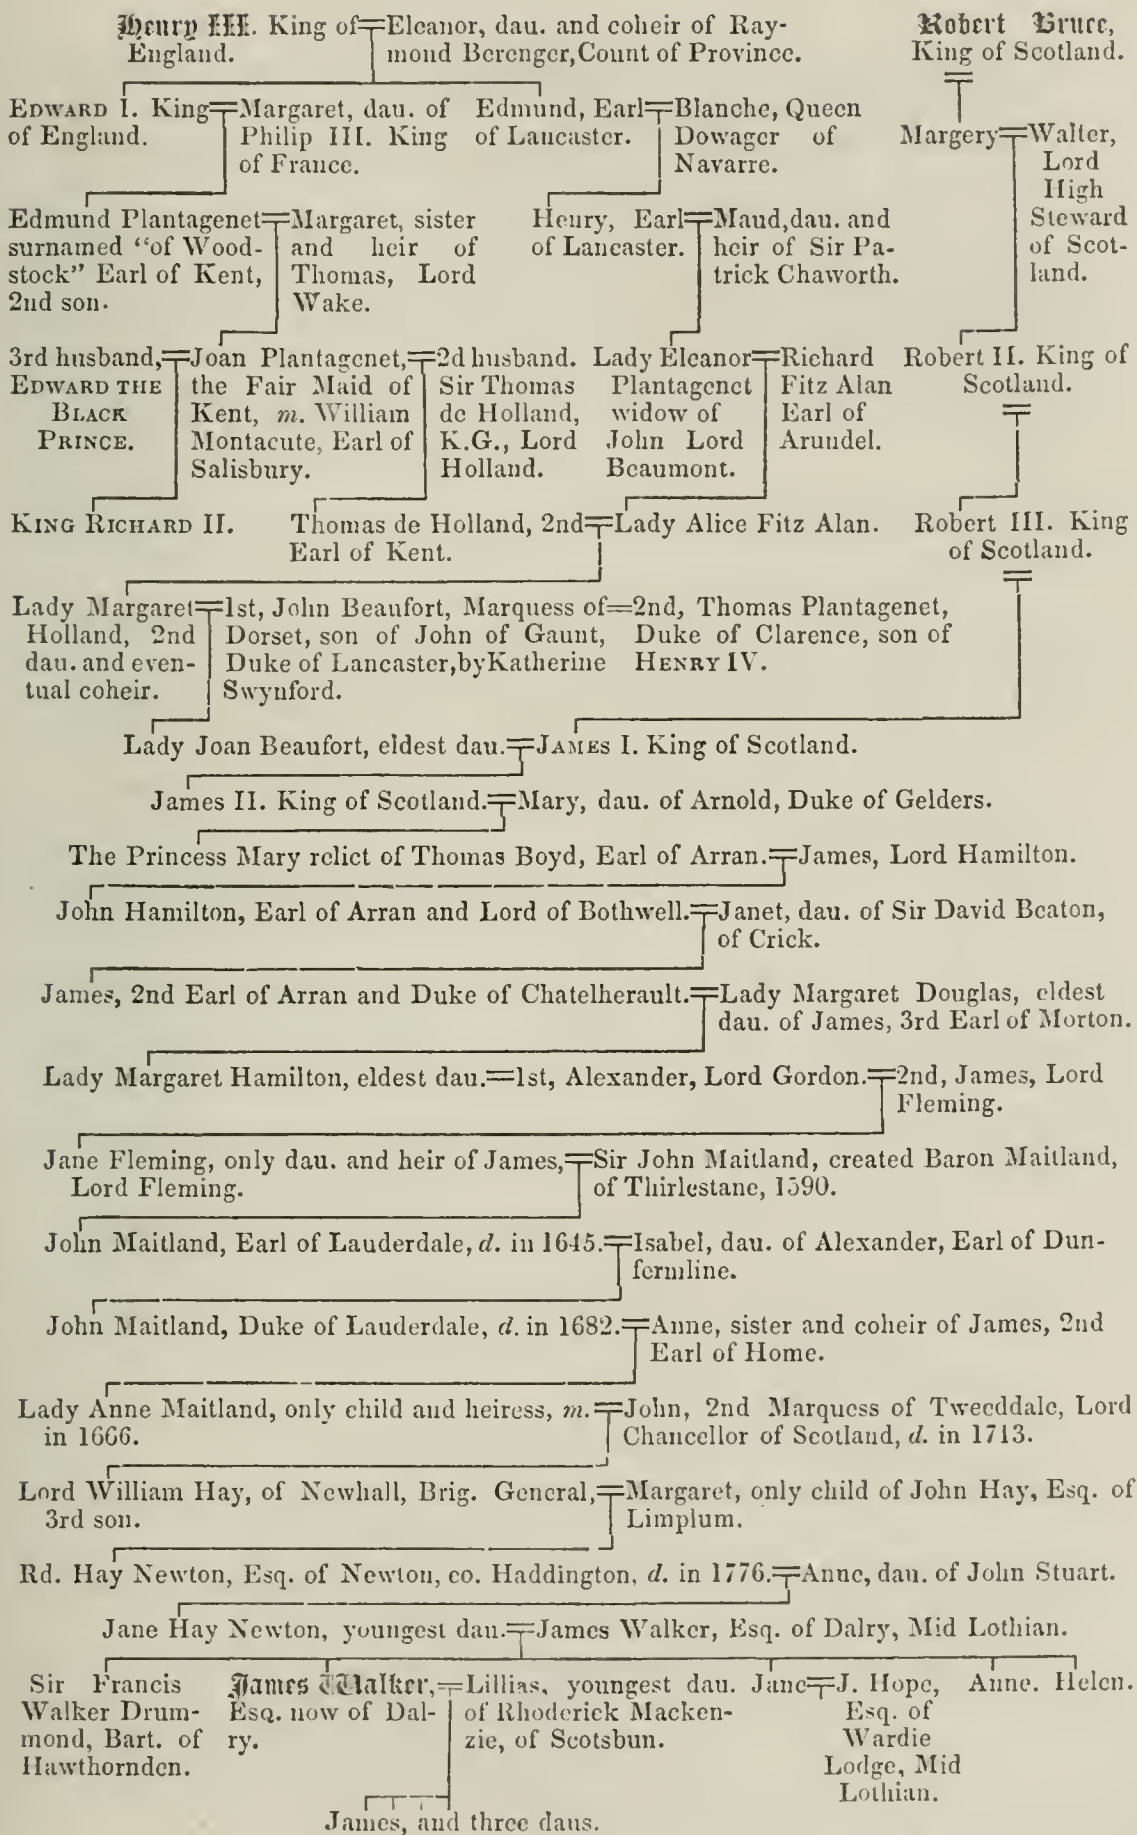 Henry III. King of England.
Eleanor, dau. and coheir of Ray-
mond Berenger, Count of Province.
Robert Bruce,
King of Scotland.
EDWARD I. King
of England.
Margaret, dau. of
Philip III. King
of France.
Edmund, Earl
of Lancaster.
Blanche, Queen
Dowager of
Navarre.
Margery
Walter,
Lord
High
Steward
of Scot-
land.
Edmund Plantagenet
surnamed "of Wood-
stock" Earl of Kent,
2nd son.
Margaret, sister
and heir of
Thomas, Lord
Wake.
Henry, Earl
of Lancaster.
Maud, dau. and
heir of Sir Pa-
trick Chaworth.
3rd husband,
EDWARD THE
BLACK
PRINCE.
Joan Plantagenet,
the Fair Maid of
Kent, m. William
Montacute, Earl of
Salisbury.
2d husband.
Sir Thomas
de Holland,
K.G., Lord
Holland.
Lady Eleanor
Plantagenet
widow of
John Lord
Beaumont.
Richard
Fitz Alan
Earl of
Arundel.
Robert II. King of
Scotland.
KING RICHARD II.
Thomas de Holland, 2nd
Earl of Kent.
Lady Alice Fitz Alan.
Robert III. King
of Scotland.
Lady Margaret
Holland, 2nd
dau. and even-
tual coheir.
1st, John Beaufort, Marquess of
Dorset, son of John of Gaunt,
Duke of Lancaster, by Katherine
Swynford.
2nd, Thomas Plantagenet,
Duke of Clarence, son of
HENRY IV.
Lady Joan Beaufort, eldest dau. JAMES I. King of Scotland.
James II. King of Scotland. Mary, dau. of Arnold, Duke of Gelders.
The Princess Mary relict of Thomas Boyd, Earl of Arran. James, Lord Hamilton.
John Hamilton, Earl of Arran and Lord of Bothwell. Janet, dau. of Sir David Beaton,
of Crick.
James, 2nd Earl of Arran and Duke of Chatelherault. Lady Margaret Douglas, eldest
dau. of James, 3rd Earl of Morton.
Lady Margaret Hamilton, eldest dau. 1st, Alexander, Lord Gordon. 2nd, James, Lord
Fleming.
Jane Fleming, only dau. and heir of James,
Lord Fleming.
Sir John Maitland, created Baron Maitland,
of Thirlestane, 1590.
John Maitland, Earl of Lauderdale, d. in 1645. Isabel, dau. of Alexander, Earl of Dun-
fermline.
John Maitland, Duke of Lauderdale, d. in 1682. Anne, sister and coheir of James, 2nd
Earl of Home.
Lady Anne Maitland, only child and heiress, m.
in 1666.
John, 2nd Marquess of Tweeddale, Lord
Chancellor of Scotland, d. in 1713.
Lord William Hay, of Newhall, Brig. General,
3rd son.
Margaret, only child of John Hay, Esq. of
Limplum.
Rd. Hay Newton, Esq. of Newton, co. Haddington, d. in 1776. Anne, dau. of John Stuart.
Jane Hay Newton, youngest dau. James Walker, Esq. of Dalry, Mid Lothian.
Sir Francis
Walker Drum-
mond, Bart. of
Hawthornden.
James Walker,
Esq. now of Dal-
ry.
Lillias, youngest dau.
of Rhoderick Macken-
zie, of Scotsbun.
Jane
J. Hope,
Esq. of
Wardie
Lodge, Mid
Lothian.
Anne. Helen.
James, and three daus.